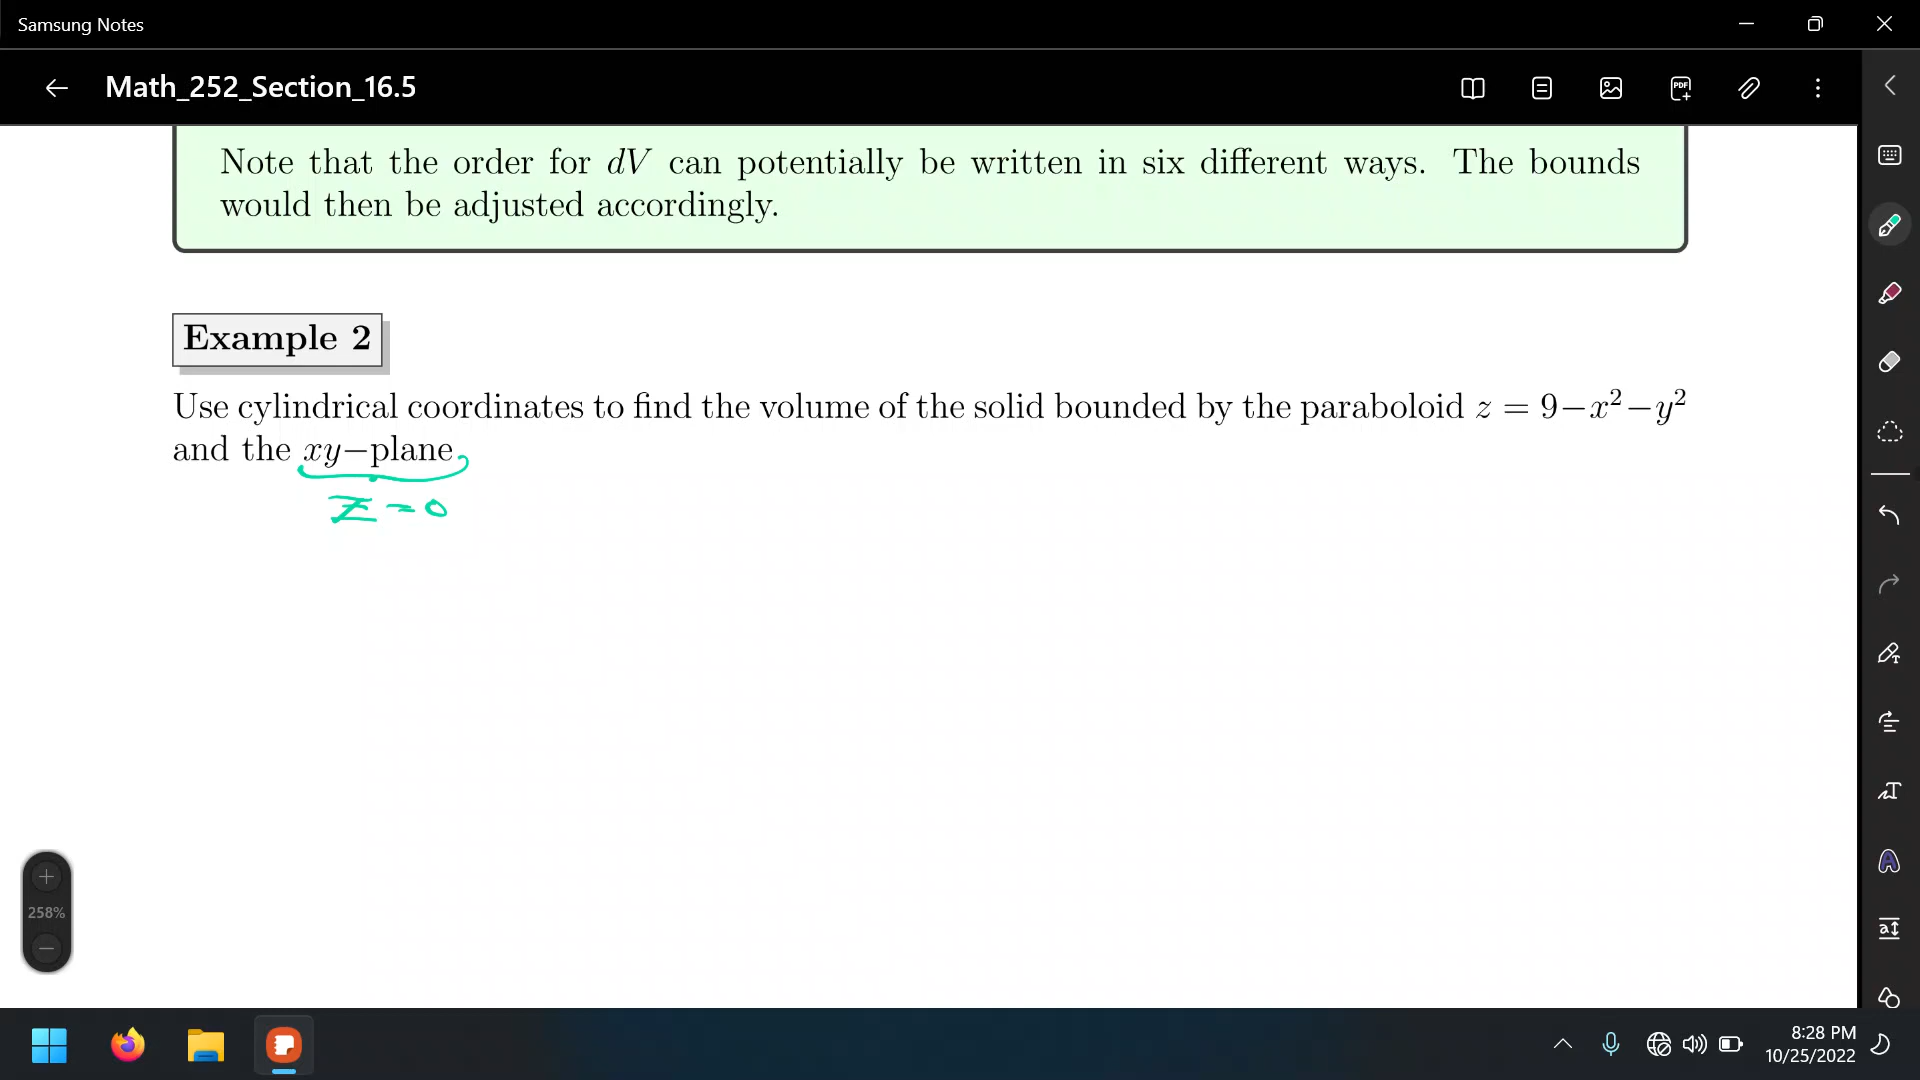 Samsung Notes
Math_252_Section_16.5
PDF
Note that the order for dV can potentially be written in six different ways. The bounds
would then be adjusted accordingly.
Example 2
Use cylindrical coordinates to find the volume of the solid bounded by the paraboloid z = 9−x²−y²
and the xy−plane.
z = 0
258%
8:28 PM
10/25/2022